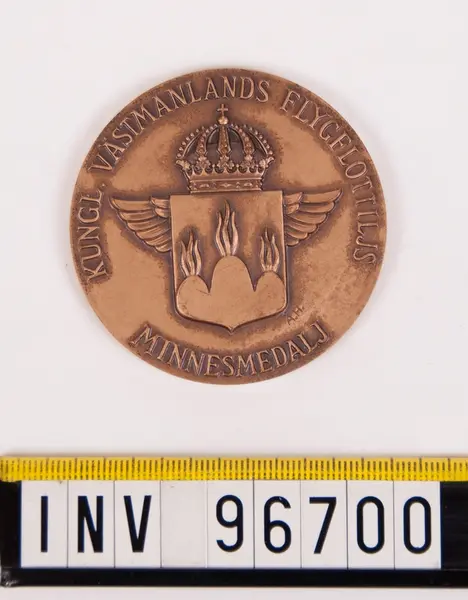 KUNGL. VÄSTMANLANDS FLYGFLOTTILJS
MINNESMEDALJ
INV 96700